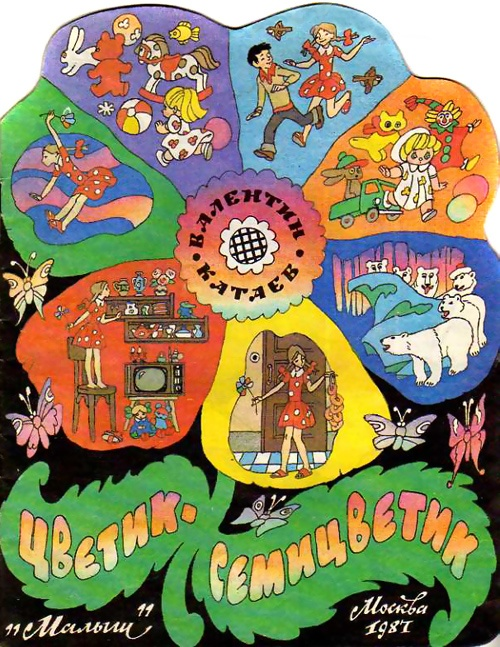 ВАЛЕНТИН
КАТАЕВ
ЦВЕТИК-
СЕМИЦВЕТИК
„Малыш"
Москва
1987